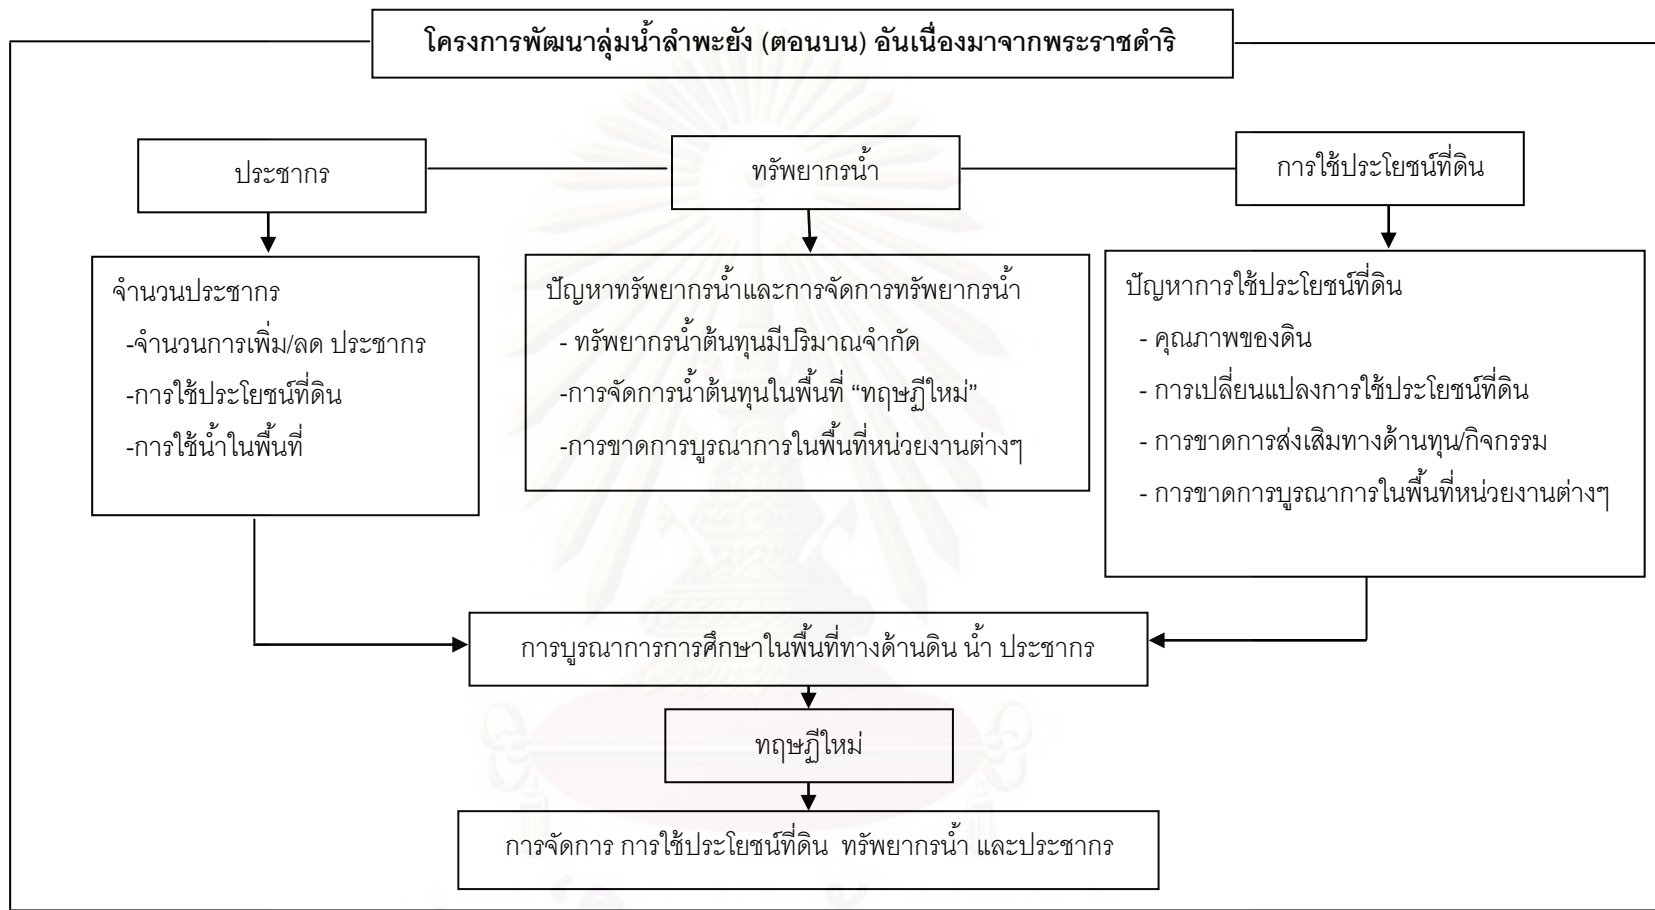 โครงการพัฒนาลุ่มน้ำลำพะยัง (ตอนบน) อันเนื่องมาจากพระราชดำริ
ประชากร
ทรัพยากรน้ำ
การใช้ประโยชน์ที่ดิน
จำนวนประชากร
-จำนวนการเพิ่ม/ลด ประชากร
-การใช้ประโยชน์ที่ดิน
-การใช้น้ำในพื้นที่
ปัญหาทรัพยากรน้ำและการจัดการทรัพยากรน้ำ
- ทรัพยากรน้ำต้นทุนมีปริมาณจำกัด
-การจัดการน้ำต้นทุนในพื้นที่ “ทฤษฏีใหม่”
-การขาดการบูรณาการในพื้นที่หน่วยงานต่างๆ
ปัญหาการใช้ประโยชน์ที่ดิน
- คุณภาพของดิน
- การเปลี่ยนแปลงการใช้ประโยชน์ที่ดิน
- การขาดการส่งเสิมทางด้านทุน/กิจกรรม
- การขาดการบูรณาการในพื้นที่หน่วยงานต่างๆ
การบูรณาการการศึกษาในพื้นที่ทางด้านดิน น้ำ ประชากร
ทฤษฏีใหม่
การจัดการ การใช้ประโยชน์ที่ดิน ทรัพยากรน้ำ และประชากร